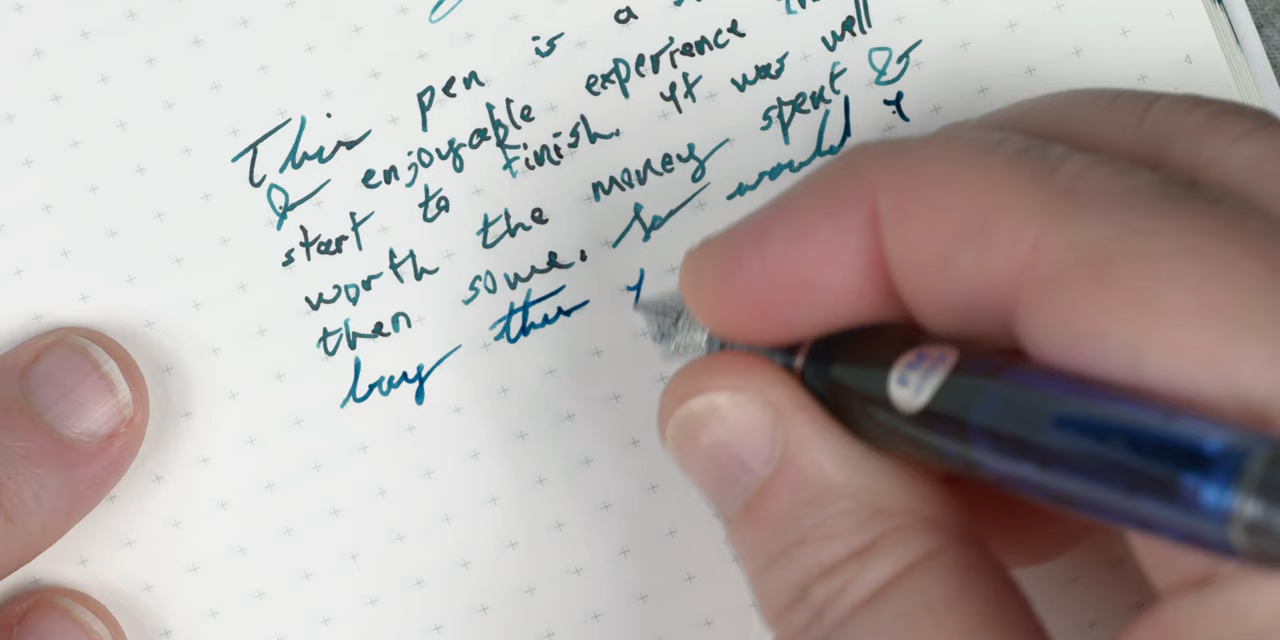 This pen is a
& enjoyable experience
start to finish. It was well
worth the money spent &
then some. So would I
buy this